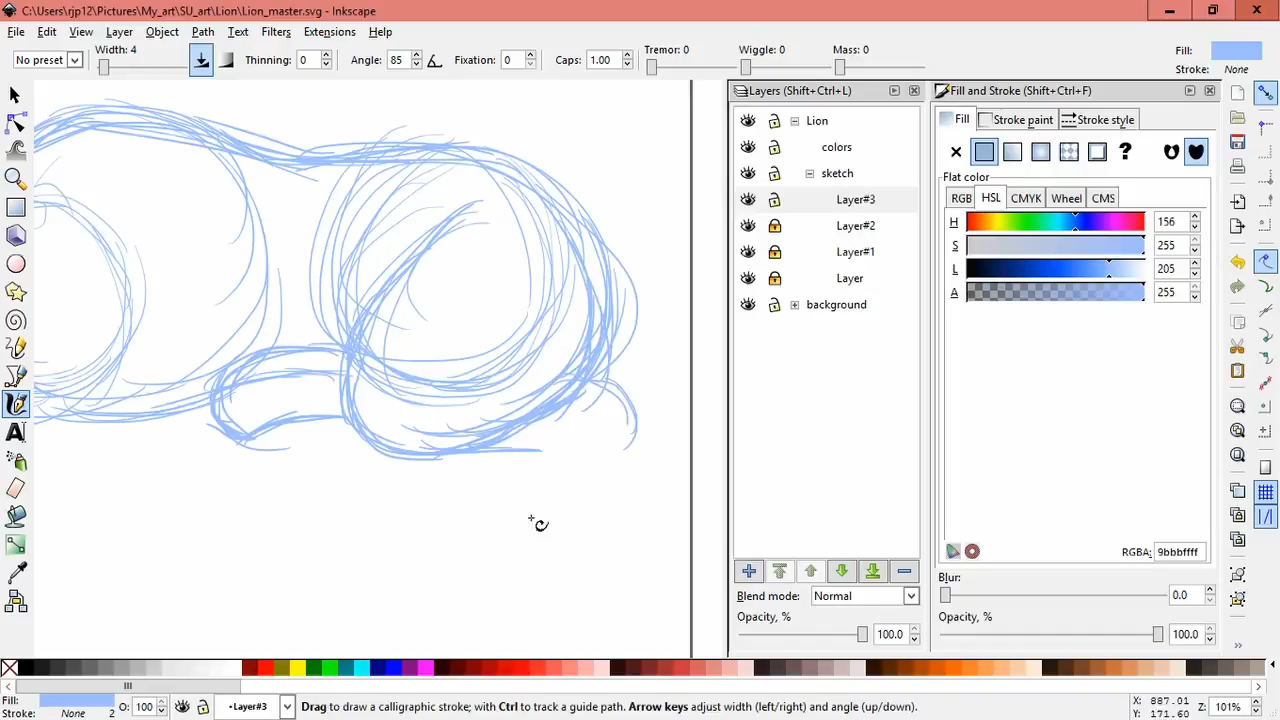 C:\Users\rjp12\Pictures\My_art\SU_art\Lion\Lion_master.svg - Inkscape
File Edit View Layer Object Path Filters Text Extensions Help
No preset Width: 4 Thinning: 0 Angle: 85 Fixation: 0 Caps: 1.00 Tremor: 0 Wiggle: 0 Mass: 0 Fill:
Stroke: None
Layers (Shift+Ctrl+L)
Lion
colors
sketch
Layer#3
Layer#2
Layer#1
Layer
background
Blend mode: Normal
Opacity, %
100.0
Fill and Stroke (Shift+Ctrl+F)
Fill Stroke paint Stroke style
?
Flat color
RGB HSL CMYK Wheel CMS
H 156
S 255
L 205
A 255
RGBA: 9bbbffff
Blur:
0.0
Opacity, %
100.0
Fill:
Stroke: None 2 O: 100 •Layer#3 Drag to draw a calligraphic stroke; with Ctrl to track a guide path. Arrow keys adjust width (left/right) and angle (up/down).
X: 887.01
Y: 171.60
Z: 101%